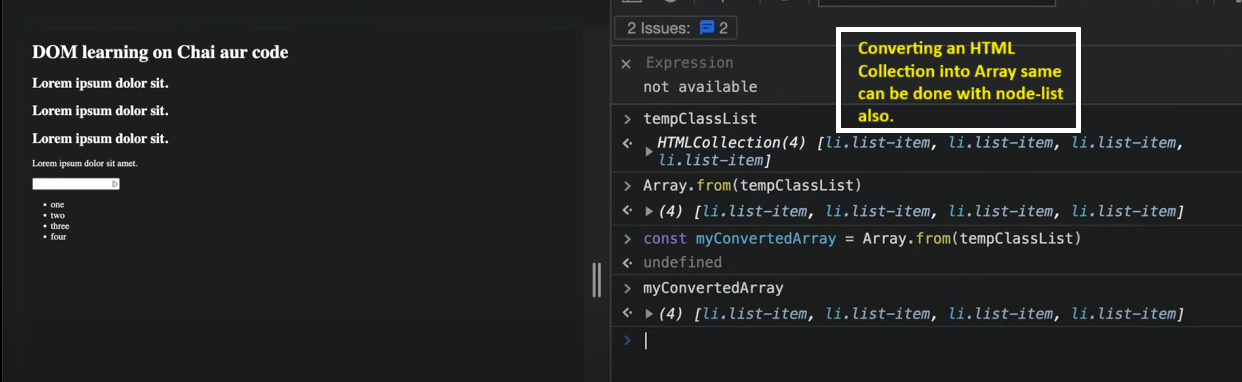 DOM learning on Chai aur code
Lorem ipsum dolor sit.
Lorem ipsum dolor sit.
Lorem ipsum dolor sit.
Lorem ipsum dolor sit amet.
• one
• two
• three
• four
2 Issues: 2
Converting an HTML
Collection into Array same
can be done with node-list
also.
Expression
not available
tempClassList
HTMLCollection(4) [li.list-item, li.list-item, li.list-item,
li.list-item]
Array.from(tempClassList)
(4) [li.list-item, li.list-item, li.list-item, li.list-item]
const myConvertedArray = Array.from(tempClassList)
undefined
myConvertedArray
(4) [li.list-item, li.list-item, li.list-item, li.list-item]